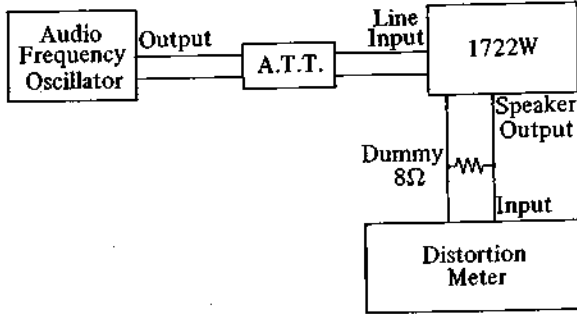 Audio
Frequency
Oscillator
Output
A.T.T.
Line
Input
1722W
Speaker
Output
Dummy
8Ω
Input
Distortion
Meter